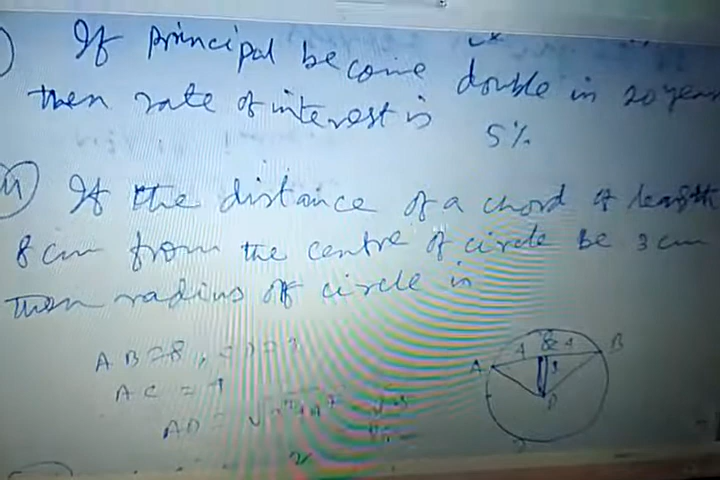 If principal become double in 20 year
then rate of interest is 5%
If the distance of a chord of length
8 cm from the centre of circle be 3 cm
then radius of circle is
A B = 8 ,
A C = 4
A B
4 4
3